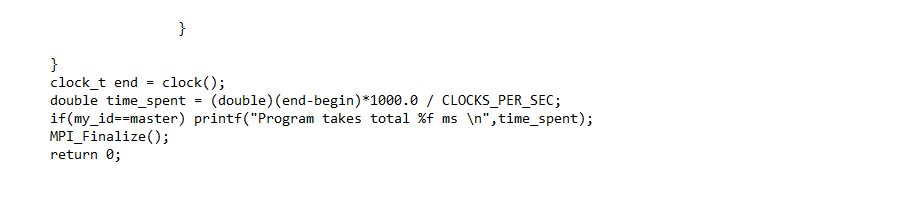 }
}
clock_t end = clock();
double time_spent = (double)(end-begin)*1000.0 / CLOCKS_PER_SEC;
if(my_id==master) printf("Program takes total %f ms \n",time_spent);
MPI_Finalize();
return 0;